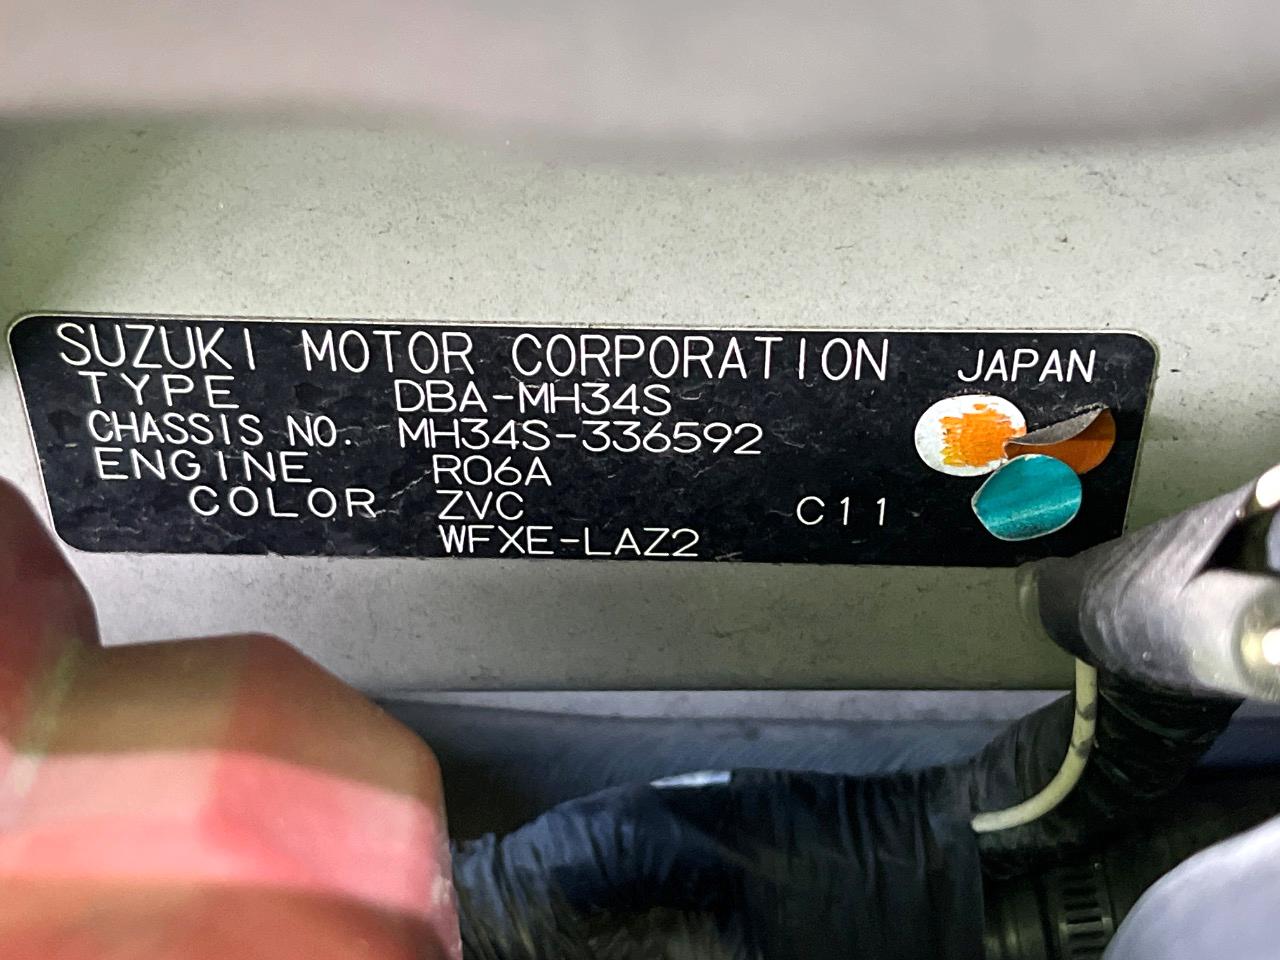 SUZUKI MOTOR CORPORATION JAPAN
TYPE DBA-MH34S
CHASSIS NO. MH34S-336592
ENGINE R06A
COLOR ZVC C11
WFXE-LAZ2